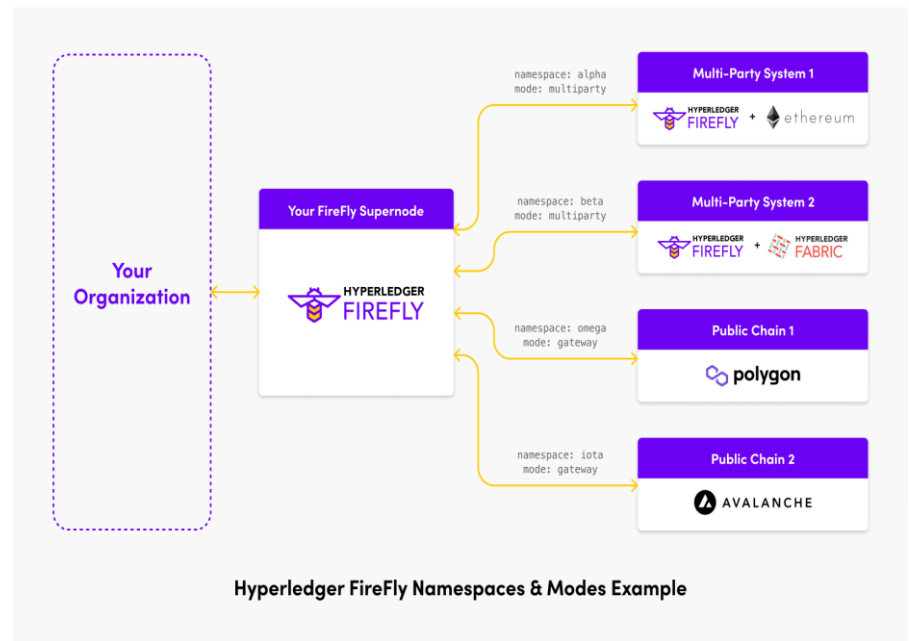 namespace: alpha
mode: multiparty
Multi-Party System 1
HYPERLEDGER
FIREFLY
+
ethereum
namespace: beta
mode: multiparty
Multi-Party System 2
HYPERLEDGER
FIREFLY
+
HYPERLEDGER
FABRIC
Your FireFly Supernode
HYPERLEDGER
FIREFLY
Your
Organization
namespace: omega
mode: gateway
Public Chain 1
polygon
namespace: iota
mode: gateway
Public Chain 2
AVALANCHE
Hyperledger FireFly Namespaces & Modes Example